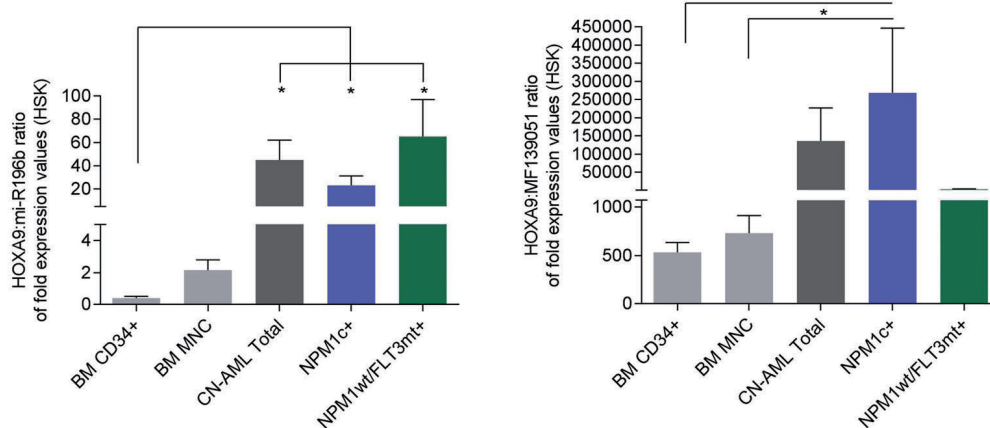 HOXA9:mi-R196b ratio
of fold expression values (HSK)
100
80
60
40
20
4
2
0
* * *
BM CD34+
BM MNC
CN-AML Total
NPM1c+
NPM1wt/FLT3mt+
HOXA9:MF139051 ratio
of fold expression values (HSK)
450000
400000
350000
300000
250000
200000
150000
100000
50000
1000
500
0
*
BM CD34+
BM MNC
CN-AML Total
NPM1c+
NPM1wt/FLT3mt+